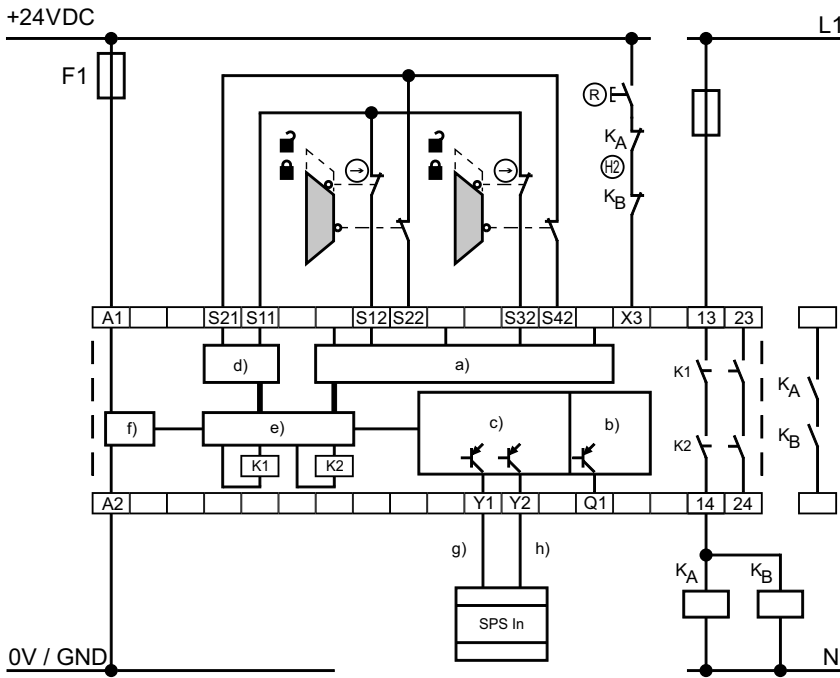 +24VDC
L1
F1
R
KA
H2
KB
A1 S21 S11 S12 S22 S32 S42 X3 13 23
d) a)
K1
KA
f) e) c) b)
K2
KB
K1 K2
A2 Y1 Y2 Q1 14 24
g) h)
KA KB
SPS In
0V / GND
N